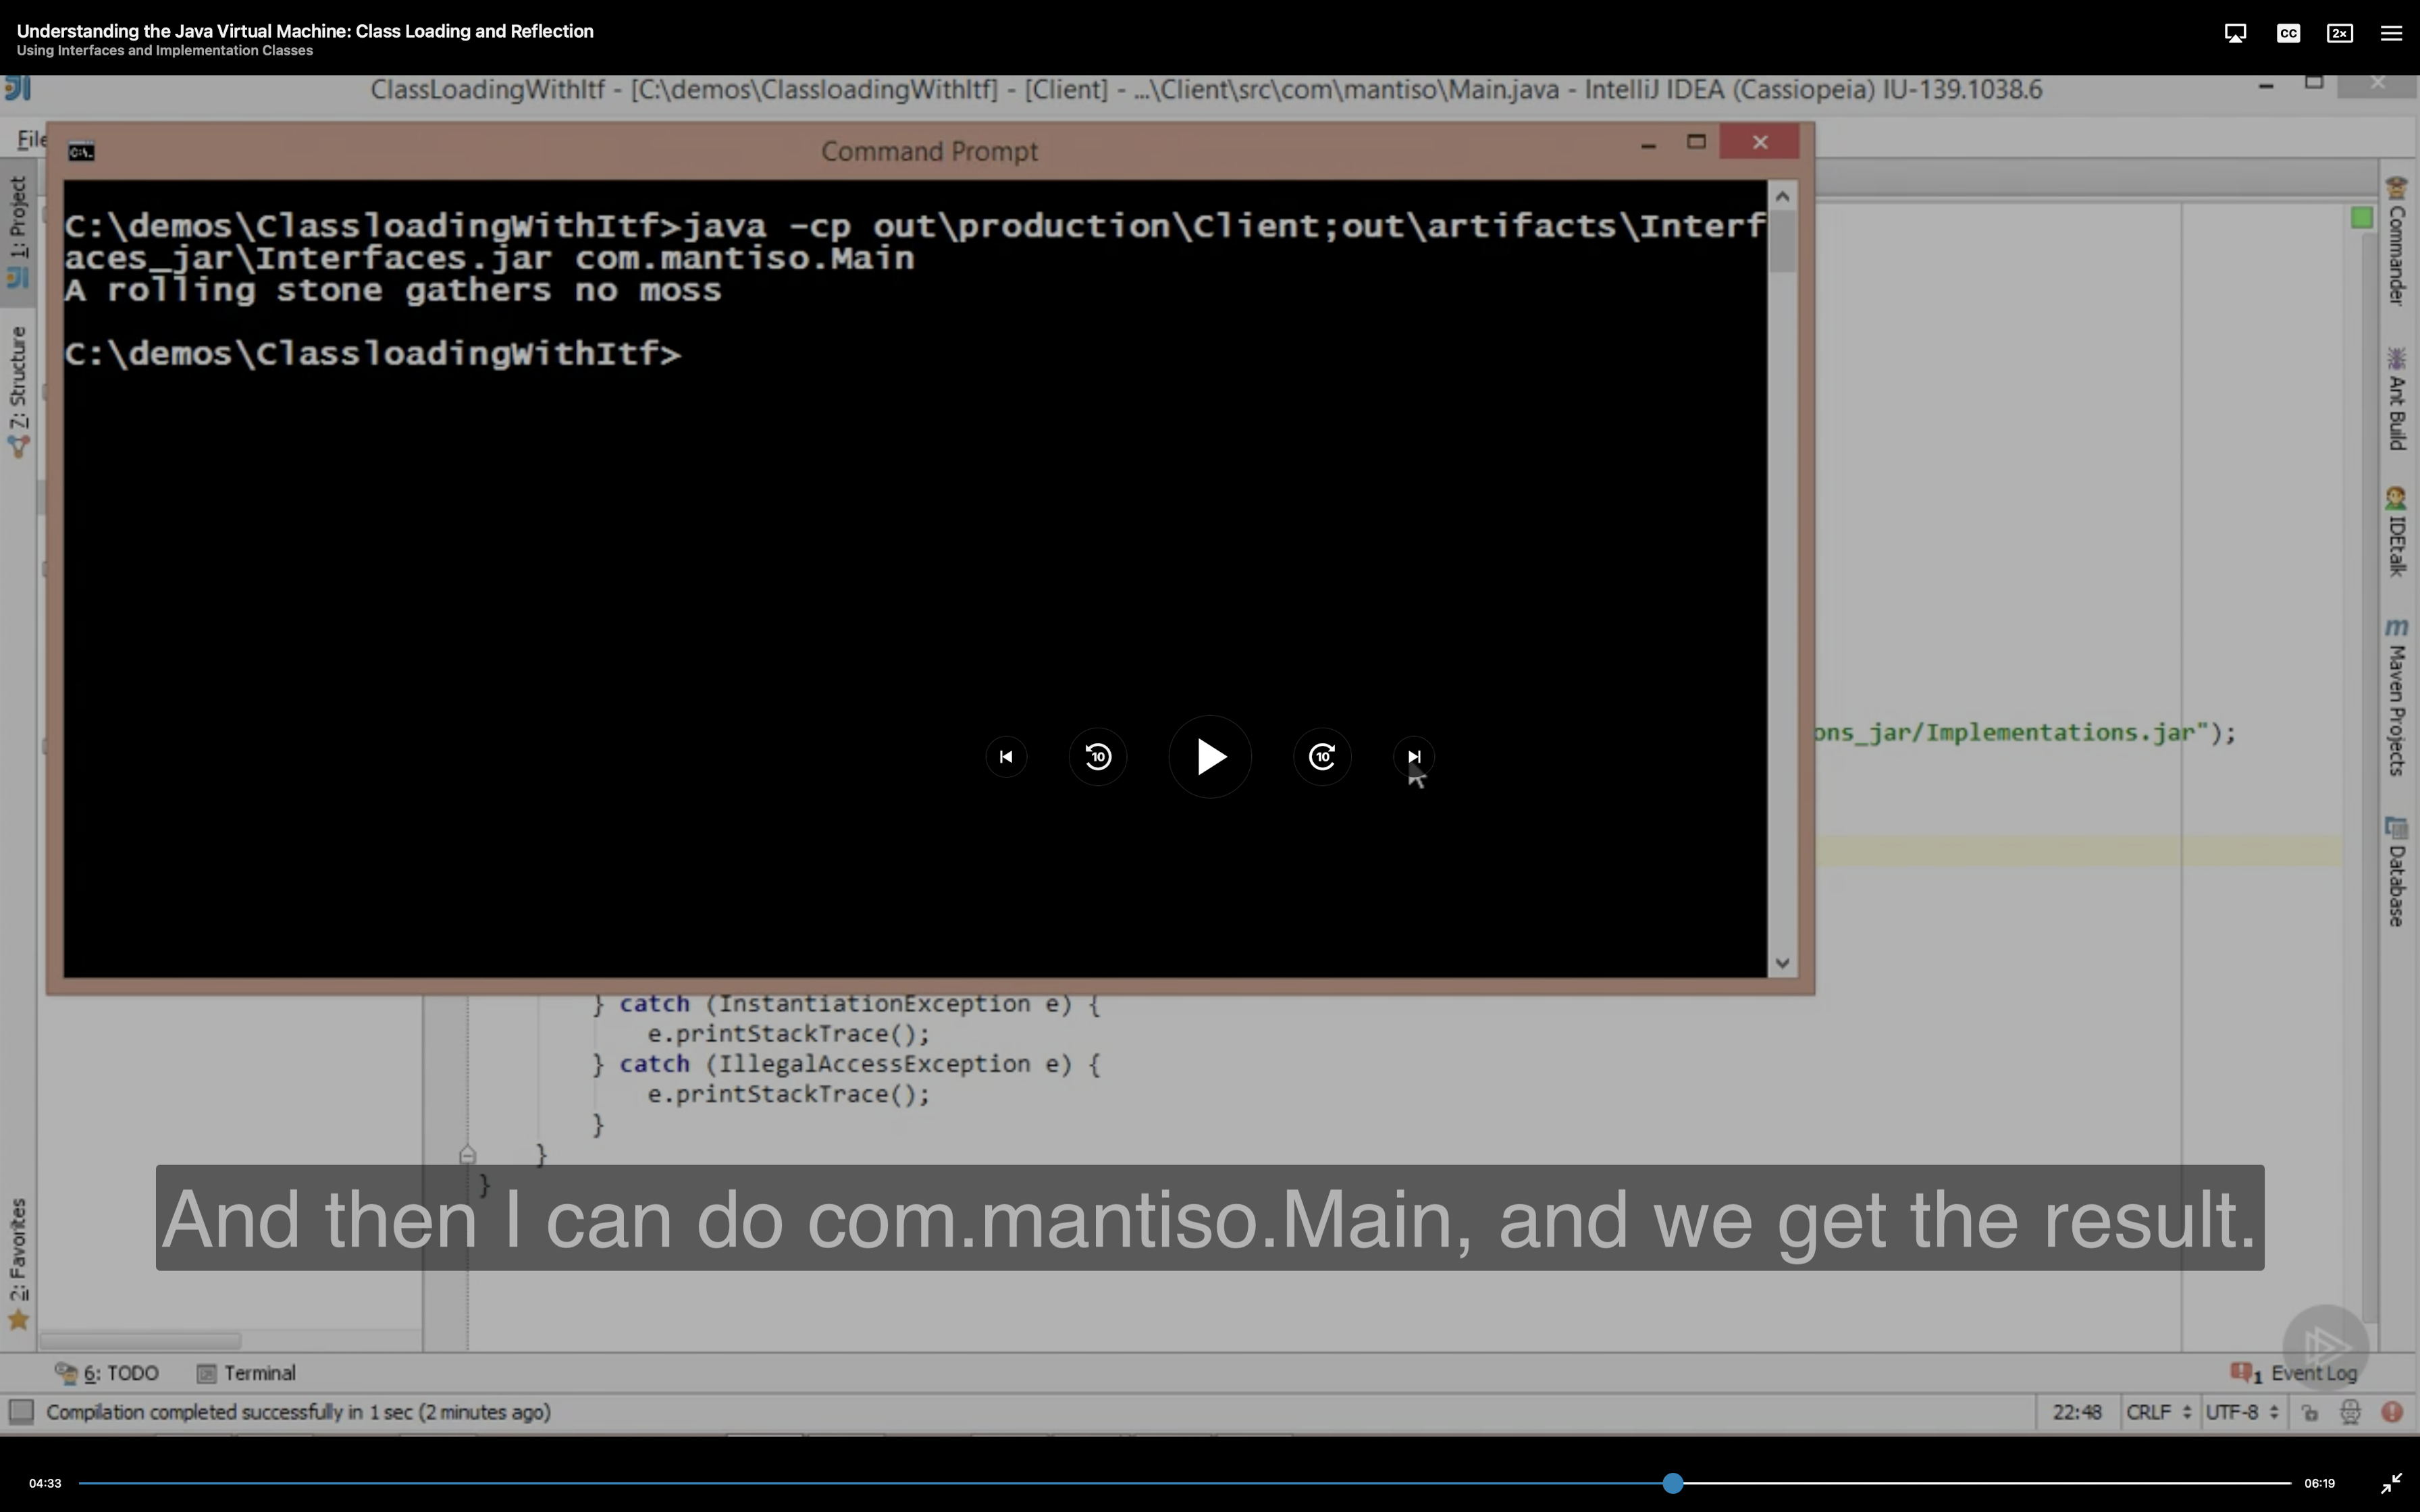 Understanding the Java Virtual Machine: Class Loading and Reflection
Using Interfaces and Implementation Classes
CC
2x
ClassLoadingWithItf - [C:\demos\ClassloadingWithItf] - [Client] - ...\Client\src\com\mantiso\Main.java - IntelliJ IDEA (Cassiopeia) IU-139.1038.6
File
Command Prompt
C:\demos\ClassloadingWithItf>java -cp out\production\Client;out\artifacts\Interf
aces_jar\Interfaces.jar com.mantiso.Main
A rolling stone gathers no moss
C:\demos\ClassloadingWithItf>
1: Project
7: Structure
2: Favorites
Commander
Ant Build
IDEtalk
m Maven Projects
Database
10
10
ons_jar/Implementations.jar");
} catch (InstantiationException e) {
e.printStackTrace();
} catch (IllegalAccessException e) {
e.printStackTrace();
}
}
}
And then I can do com.mantiso.Main, and we get the result.
6: TODO
Terminal
1 Event Log
Compilation completed successfully in 1 sec (2 minutes ago)
22:48 CRLF UTF-8
04:33
06:19